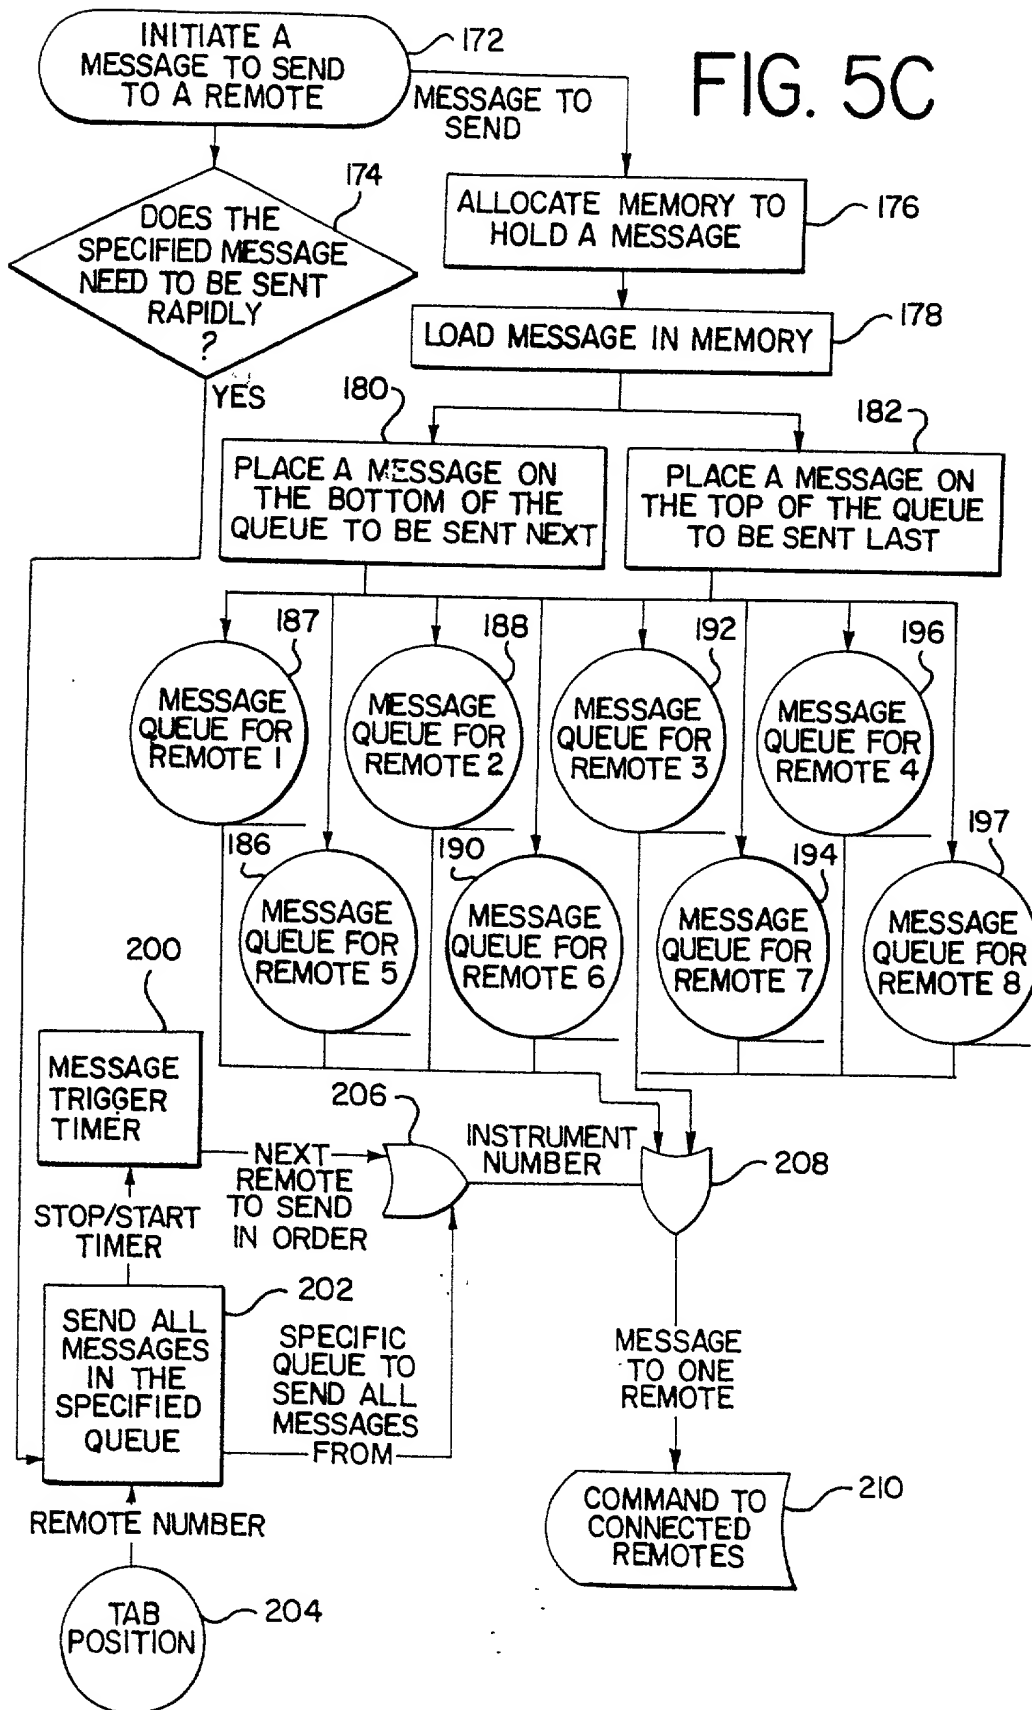 INITIATE A
MESSAGE TO SEND
TO A REMOTE
172
FIG. 5C
MESSAGE TO
SEND
174
DOES THE
SPECIFIED MESSAGE
NEED TO BE SENT
RAPIDLY
?
YES
ALLOCATE MEMORY TO
HOLD A MESSAGE
176
LOAD MESSAGE IN MEMORY
178
180
PLACE A MESSAGE ON
THE BOTTOM OF THE
QUEUE TO BE SENT NEXT
182
PLACE A MESSAGE ON
THE TOP OF THE QUEUE
TO BE SENT LAST
187
MESSAGE
QUEUE FOR
REMOTE 1
188
MESSAGE
QUEUE FOR
REMOTE 2
192
MESSAGE
QUEUE FOR
REMOTE 3
196
MESSAGE
QUEUE FOR
REMOTE 4
186
MESSAGE
QUEUE FOR
REMOTE 5
190
MESSAGE
QUEUE FOR
REMOTE 6
194
MESSAGE
QUEUE FOR
REMOTE 7
197
MESSAGE
QUEUE FOR
REMOTE 8
200
MESSAGE
TRIGGER
TIMER
NEXT
REMOTE
TO SEND
IN ORDER
206
INSTRUMENT
NUMBER
208
STOP/START
TIMER
202
SEND ALL
MESSAGES
IN THE
SPECIFIED
QUEUE
SPECIFIC
QUEUE TO
SEND ALL
MESSAGES
FROM
MESSAGE
TO ONE
REMOTE
REMOTE NUMBER
COMMAND TO
CONNECTED
REMOTES
210
TAB
POSITION
204